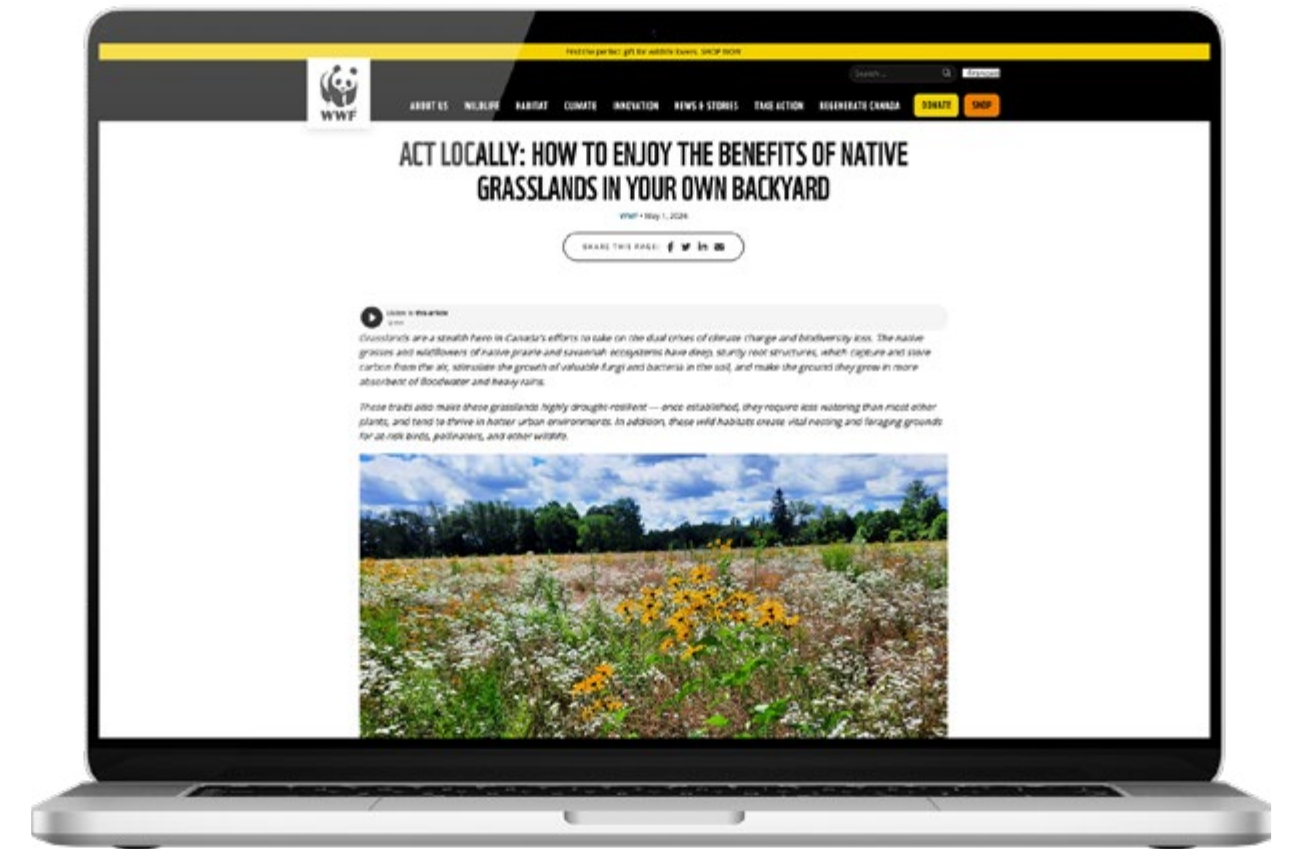 Find the perfect gift for wildlife lovers. SHOP NOW
Search...
Français
WWF
ABOUT US WILDLIFE HABITAT CLIMATE INNOVATION NEWS & STORIES TAKE ACTION REGENERATE CANADA DONATE SHOP
ACT LOCALLY: HOW TO ENJOY THE BENEFITS OF NATIVE
GRASSLANDS IN YOUR OWN BACKYARD
WWF • May 1, 2024
SHARE THIS PAGE:
Listen to this article
Grasslands are a stealth hero in Canada's efforts to take on the dual crises of climate change and biodiversity loss. The native
grasses and wildflowers of native prairie and savannah ecosystems have deep, sturdy root structures, which capture and store
carbon from the air, stimulate the growth of valuable fungi and bacteria in the soil, and make the ground they grow in more
absorbent of floodwater and heavy rains.
These traits also make these grasslands highly drought-resilient — once established, they require less watering than most other
plants, and tend to thrive in hotter urban environments. In addition, these wild habitats create vital nesting and foraging grounds
for at-risk birds, pollinators, and other wildlife.